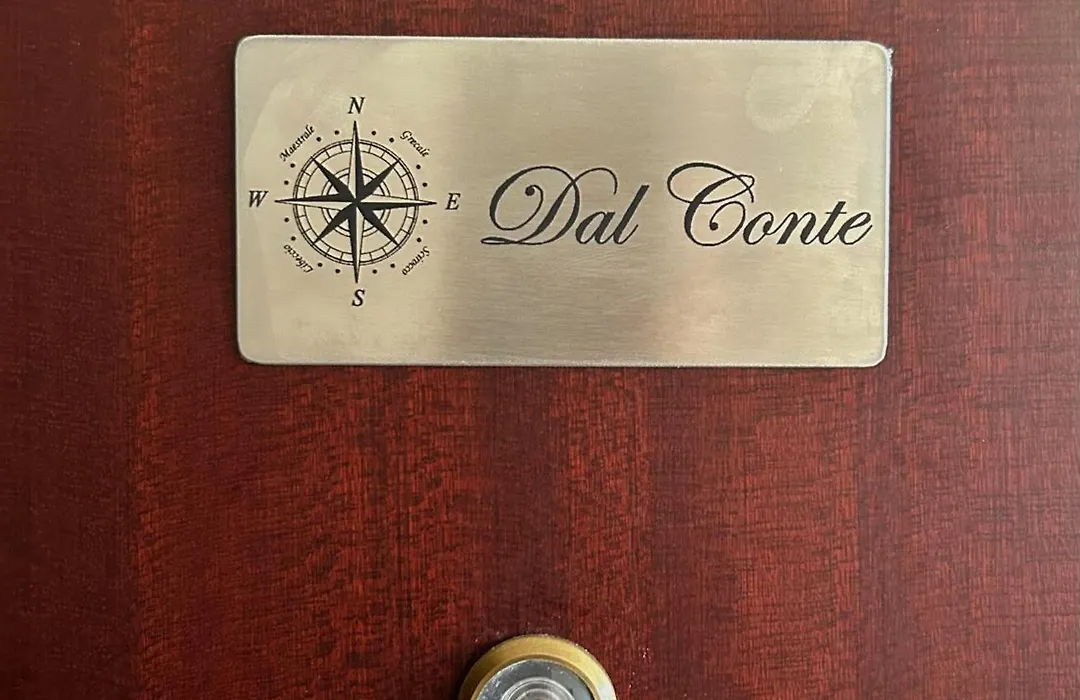 N
Maestrale
Grecale
W
E
Dal Conte
Libeccio
Scirocco
S